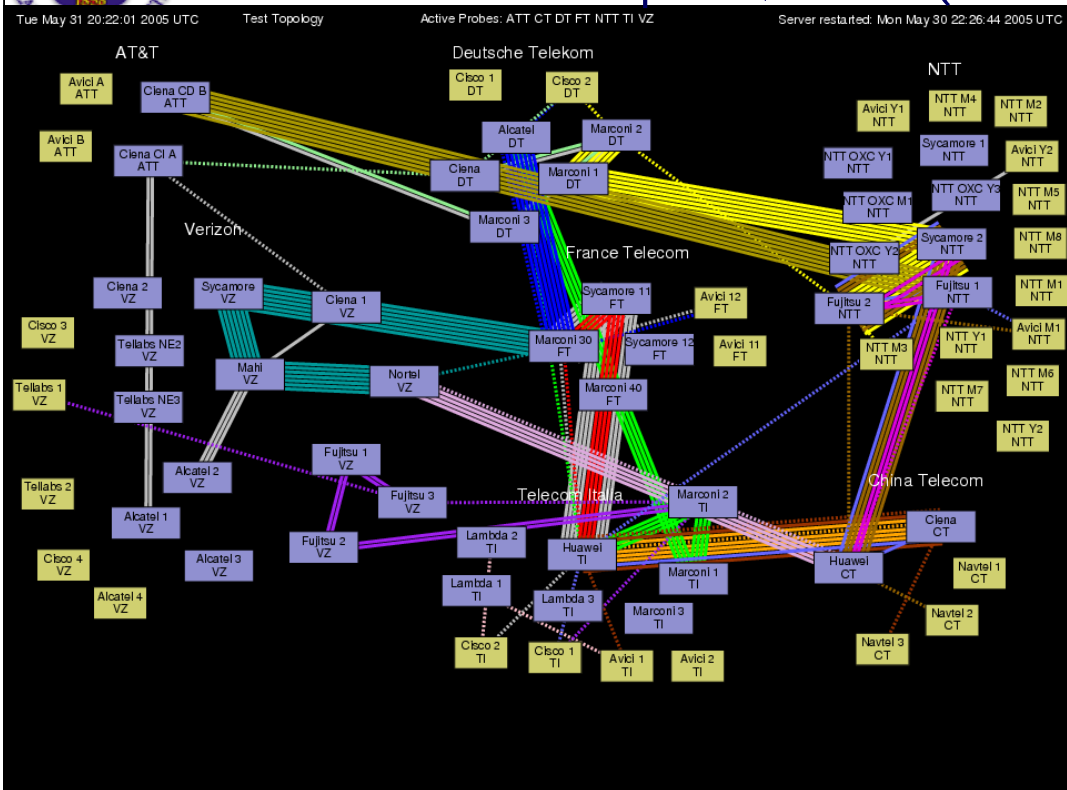 Tue May 31 20:22:01 2005 UTC
Test Topology
Active Probes: ATT CT DT FT NTT TI VZ
Server restarted: Mon May 30 22:26:44 2005 UTC
AT&T
Deutsche Telekom
NTT
Avici A
ATT
Ciena CD B
ATT
Cisco 1
DT
Cisco 2
DT
Avici Y1
NTT
NTT M4
NTT
NTT M2
NTT
Avici B
ATT
Ciena CI A
ATT
Alcatel
DT
Marconi 2
DT
Sycamore 1
NTT
Avici Y2
NTT
NTT OXC Y1
NTT
Ciena
DT
Marconi 1
DT
NTT OXC Y3
NTT
NTT M5
NTT
NTT OXC M1
NTT
Marconi 3
DT
Verizon
France Telecom
Sycamore 2
NTT
NTT M8
NTT
NTT OXC Y2
NTT
Ciena 2
VZ
Sycamore
VZ
Ciena 1
VZ
Sycamore 11
FT
Avici 12
FT
Fujitsu 2
NTT
Fujitsu 1
NTT
NTT M1
NTT
Cisco 3
VZ
Tellabs NE2
VZ
Marconi 30
FT
Sycamore 12
FT
Avici 11
FT
NTT M3
NTT
NTT Y1
NTT
Avici M1
NTT
Mahi
VZ
Nortel
VZ
Marconi 40
FT
NTT M7
NTT
NTT M6
NTT
Tellabs 1
VZ
Tellabs NE3
VZ
NTT Y2
NTT
Fujitsu 1
VZ
Alcatel 2
VZ
Tellabs 2
VZ
Fujitsu 3
VZ
Telecom Italia
Marconi 2
TI
China Telecom
Alcatel 1
VZ
Fujitsu 2
VZ
Lambda 2
TI
Huawei
TI
Ciena
CT
Cisco 4
VZ
Alcatel 3
VZ
Marconi 1
TI
Huawei
CT
Navtel 1
CT
Alcatel 4
VZ
Lambda 1
TI
Lambda 3
TI
Marconi 3
TI
Navtel 2
CT
Cisco 2
TI
Cisco 1
TI
Avici 1
TI
Avici 2
TI
Navtel 3
CT